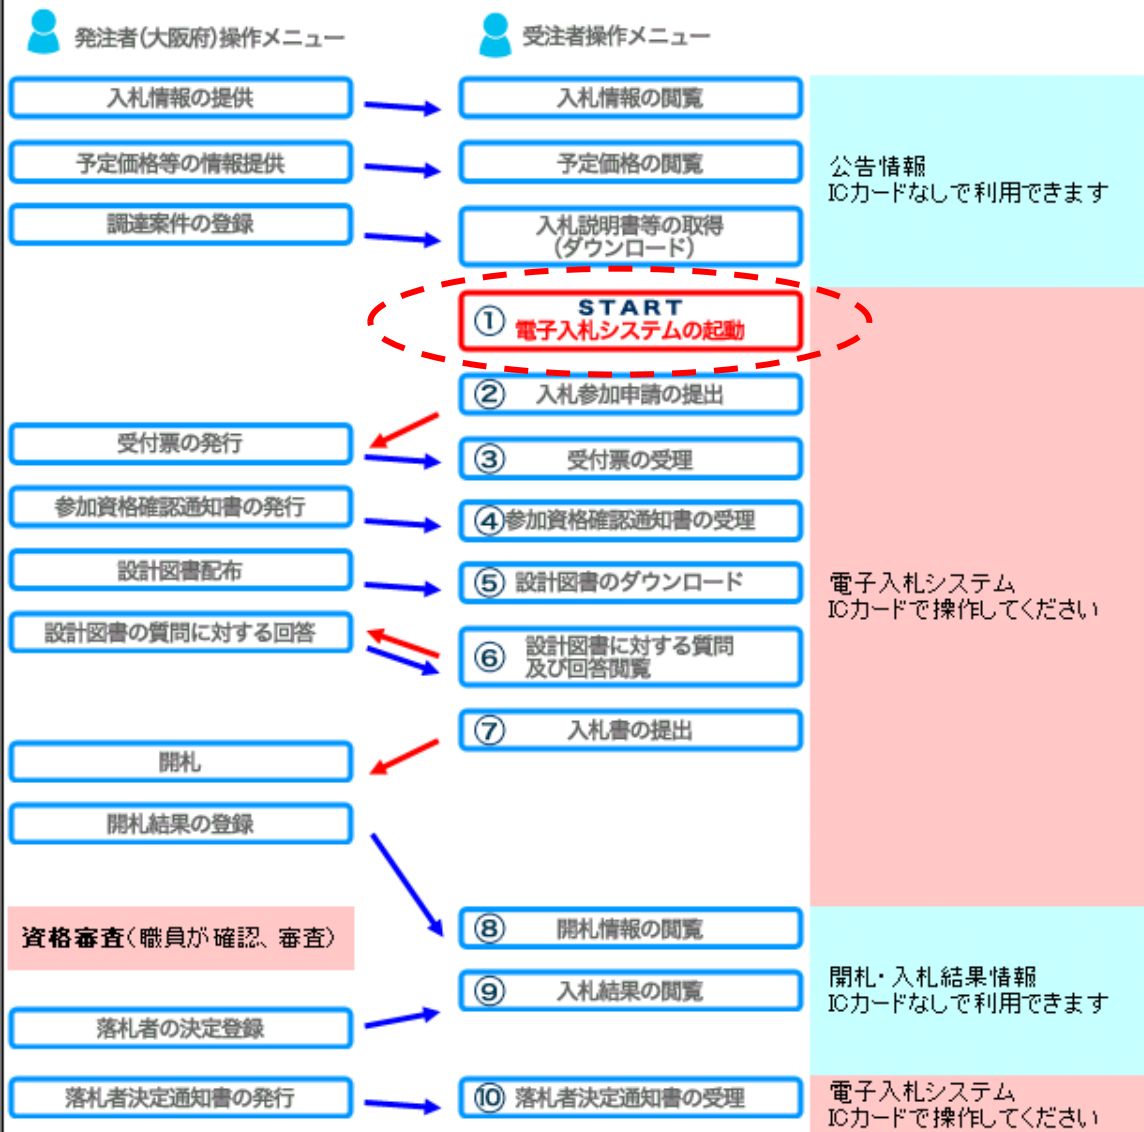 発注者(大阪府)操作メニュー
受注者操作メニュー
入札情報の提供
入札情報の閲覧
予定価格等の情報提供
予定価格の閲覧
公告情報
ICカードなしで利用できます
調達案件の登録
入札説明書等の取得
(ダウンロード)
① START
電子入札システムの起動
② 入札参加申請の提出
受付票の発行
③ 受付票の受理
参加資格確認通知書の発行
④参加資格確認通知書の受理
設計図書配布
⑤ 設計図書のダウンロード
電子入札システム
ICカードで操作してください
設計図書の質問に対する回答
⑥ 設計図書に対する質問
及び回答閲覧
⑦ 入札書の提出
開札
開札結果の登録
⑧ 開札情報の閲覧
資格審査(職員が確認、審査)
⑨ 入札結果の閲覧
開札・入札結果情報
ICカードなしで利用できます
落札者の決定登録
落札者決定通知書の発行
⑩ 落札者決定通知書の受理
電子入札システム
ICカードで操作してください